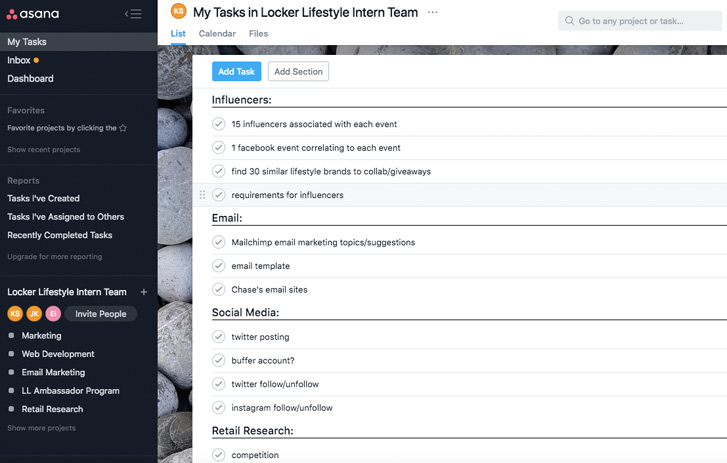 asana
My Tasks
Inbox
Dashboard
Favorites
Favorite projects by clicking the
Show recent projects
Reports
Tasks I've Created
Tasks I've Assigned to Others
Recently Completed Tasks
Upgrade for more reporting
Locker Lifestyle Intern Team +
KS JK EI Invite People
Marketing
Web Development
Email Marketing
LL Ambassador Program
Retail Research
Show more projects
KS My Tasks in Locker Lifestyle Intern Team ...
List Calendar Files
Go to any project or task...
Add Task Add Section
Influencers:
15 influencers associated with each event
1 facebook event correlating to each event
find 30 similar lifestyle brands to collab/giveaways
requirements for influencers
Email:
Mailchimp email marketing topics/suggestions
email template
Chase's email sites
Social Media:
twitter posting
buffer account?
twitter follow/unfollow
instagram follow/unfollow
Retail Research:
competition